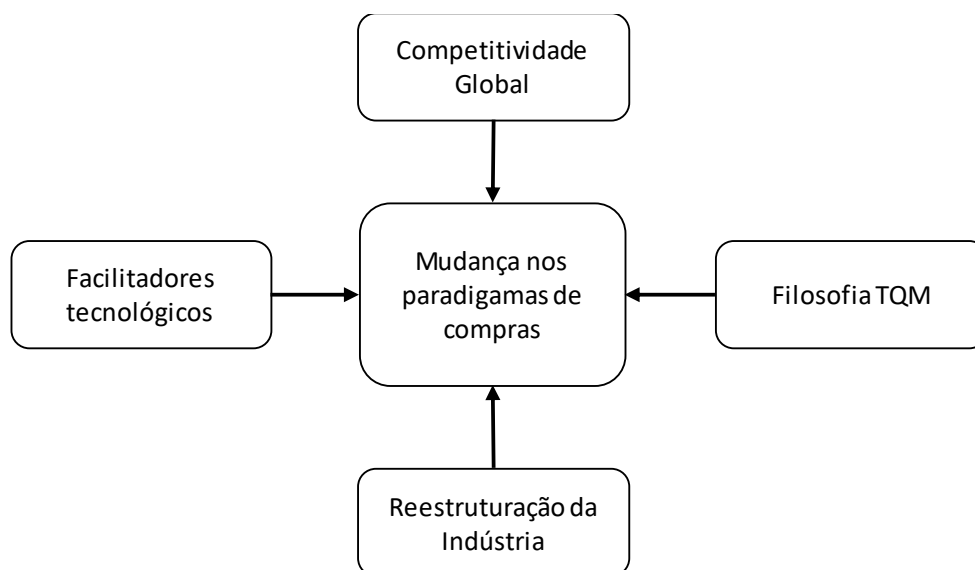 Competitividade
Global
Facilitadores
tecnológicos
Mudança nos
paradigamas de
compras
Filosofia TQM
Reestruturação da
Indústria